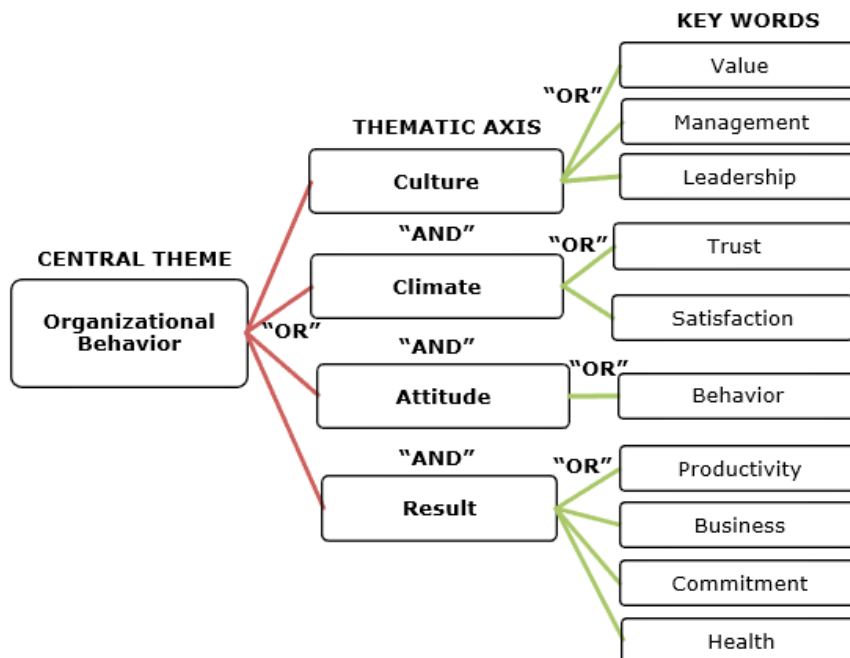 KEY WORDS
Value
“OR”
Management
THEMATIC AXIS
Culture
Leadership
“AND”
“OR”
Trust
CENTRAL THEME
Climate
Organizational
Behavior
“OR”
Satisfaction
“AND”
“OR”
Attitude
Behavior
“AND”
“OR”
Productivity
Result
Business
Commitment
Health